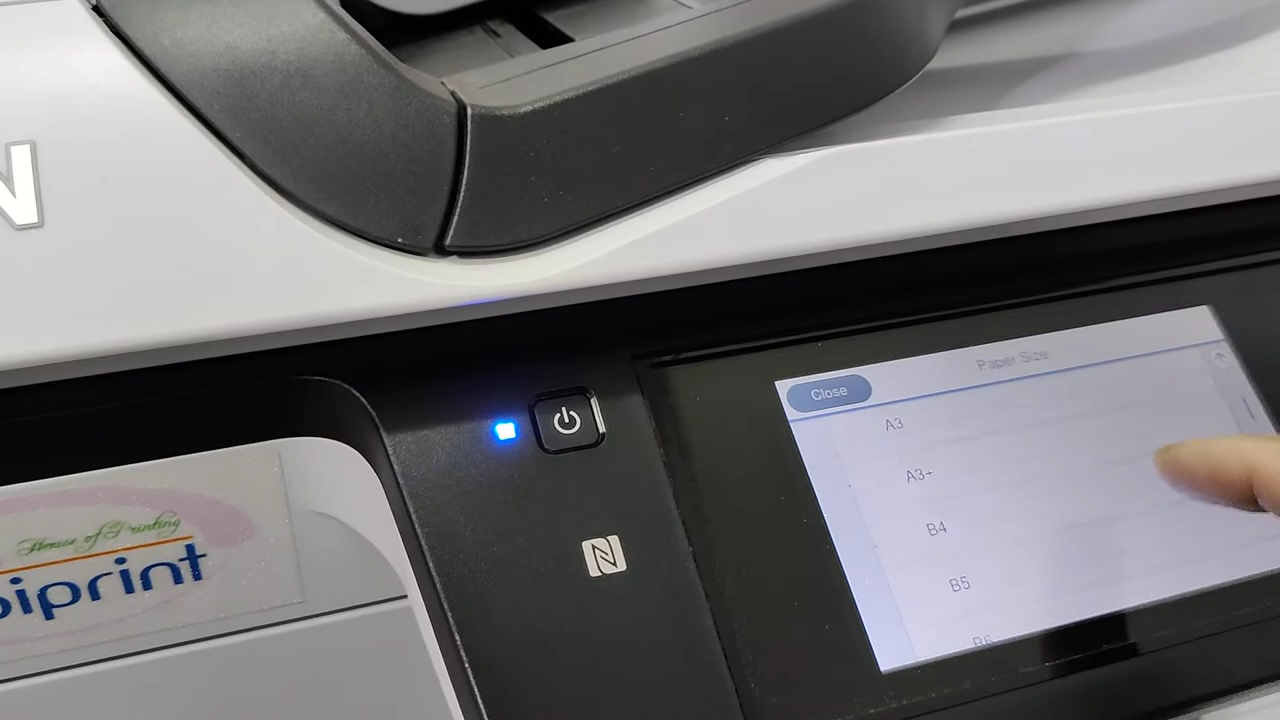 N
Paper Size
Close
A3
A3+
B4
B5
B6
House of Printing
iprint